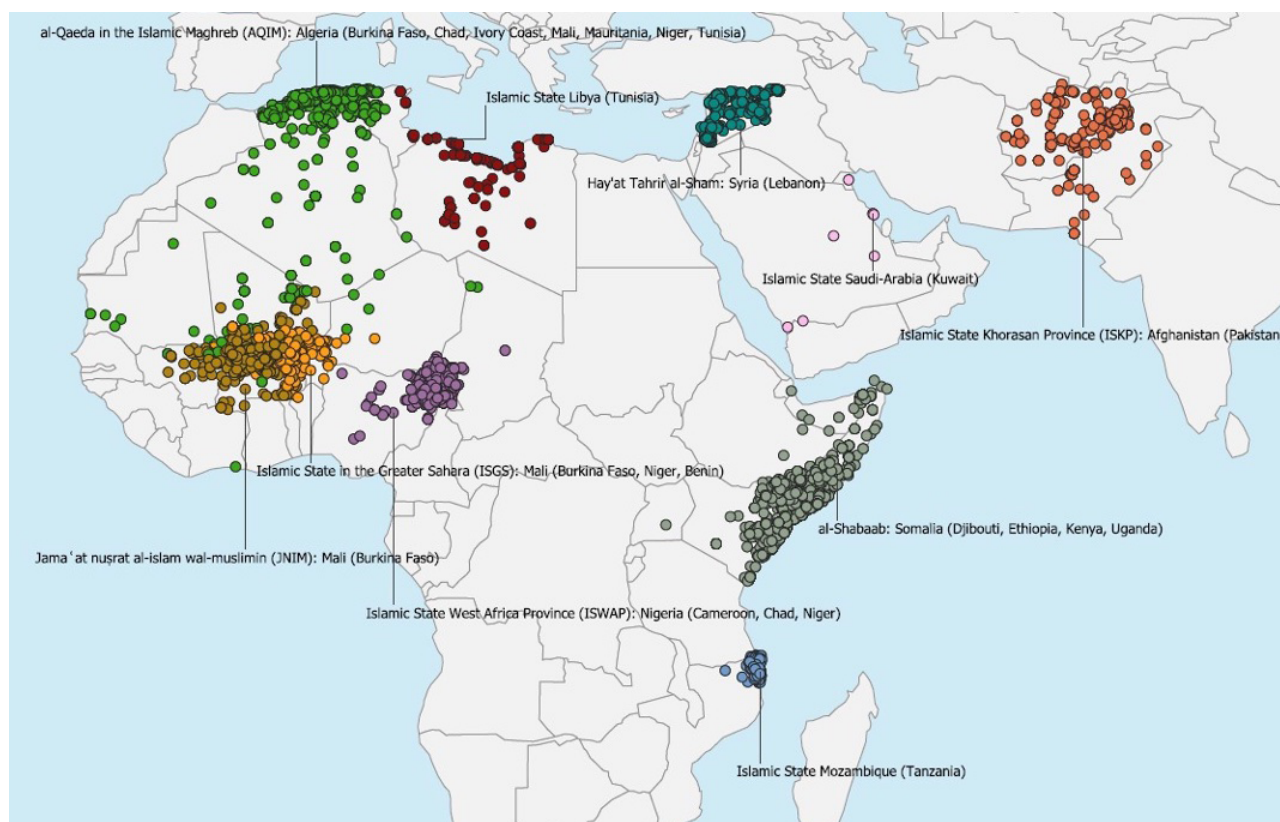 al-Qaeda in the Islamic Maghreb (AQIM): Algeria (Burkina Faso, Chad, Ivory Coast, Mali, Mauritania, Niger, Tunisia)
Islamic State Libya (Tunisia)
Hay'at Tahrir al-Sham: Syria (Lebanon)
Islamic State Saudi-Arabia (Kuwait)
Islamic State Khorasan Province (ISKP): Afghanistan (Pakistan
Islamic State in the Greater Sahara (ISGS): Mali (Burkina Faso, Niger, Benin)
al-Shabaab: Somalia (Djibouti, Ethiopia, Kenya, Uganda)
Jamaʿat nuṣrat al-islam wal-muslimin (JNIM): Mali (Burkina Faso)
Islamic State West Africa Province (ISWAP): Nigeria (Cameroon, Chad, Niger)
Islamic State Mozambique (Tanzania)